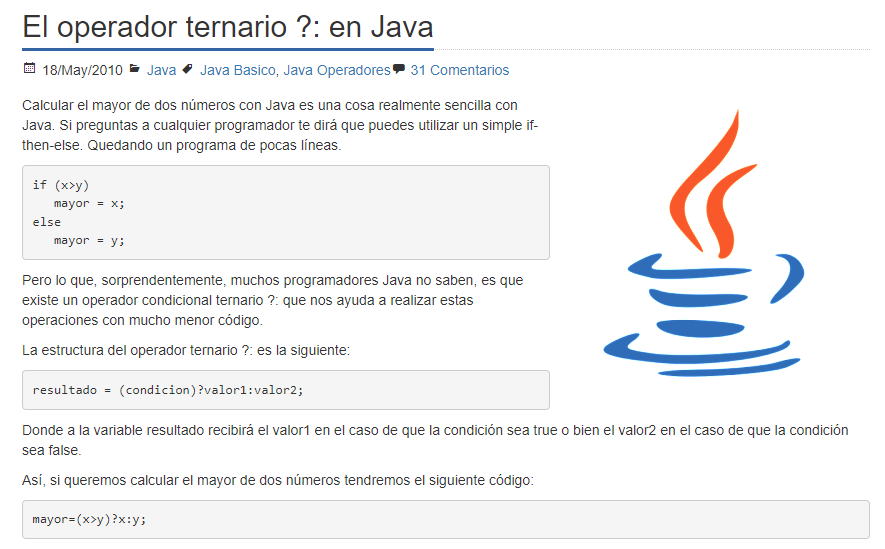 El operador ternario ?: en Java
18/May/2010 Java Java Basico, Java Operadores 31 Comentarios
Calcular el mayor de dos números con Java es una cosa realmente sencilla con
Java. Si preguntas a cualquier programador te dirá que puedes utilizar un simple if-
then-else. Quedando un programa de pocas líneas.
if (x>y)
   mayor = x;
else
   mayor = y;
Pero lo que, sorprendentemente, muchos programadores Java no saben, es que
existe un operador condicional ternario ?: que nos ayuda a realizar estas
operaciones con mucho menor código.
La estructura del operador ternario ?: es la siguiente:
resultado = (condicion)?valor1:valor2;
Donde a la variable resultado recibirá el valor1 en el caso de que la condición sea true o bien el valor2 en el caso de que la condición
sea false.
Así, si queremos calcular el mayor de dos números tendremos el siguiente código:
mayor=(x>y)?x:y;